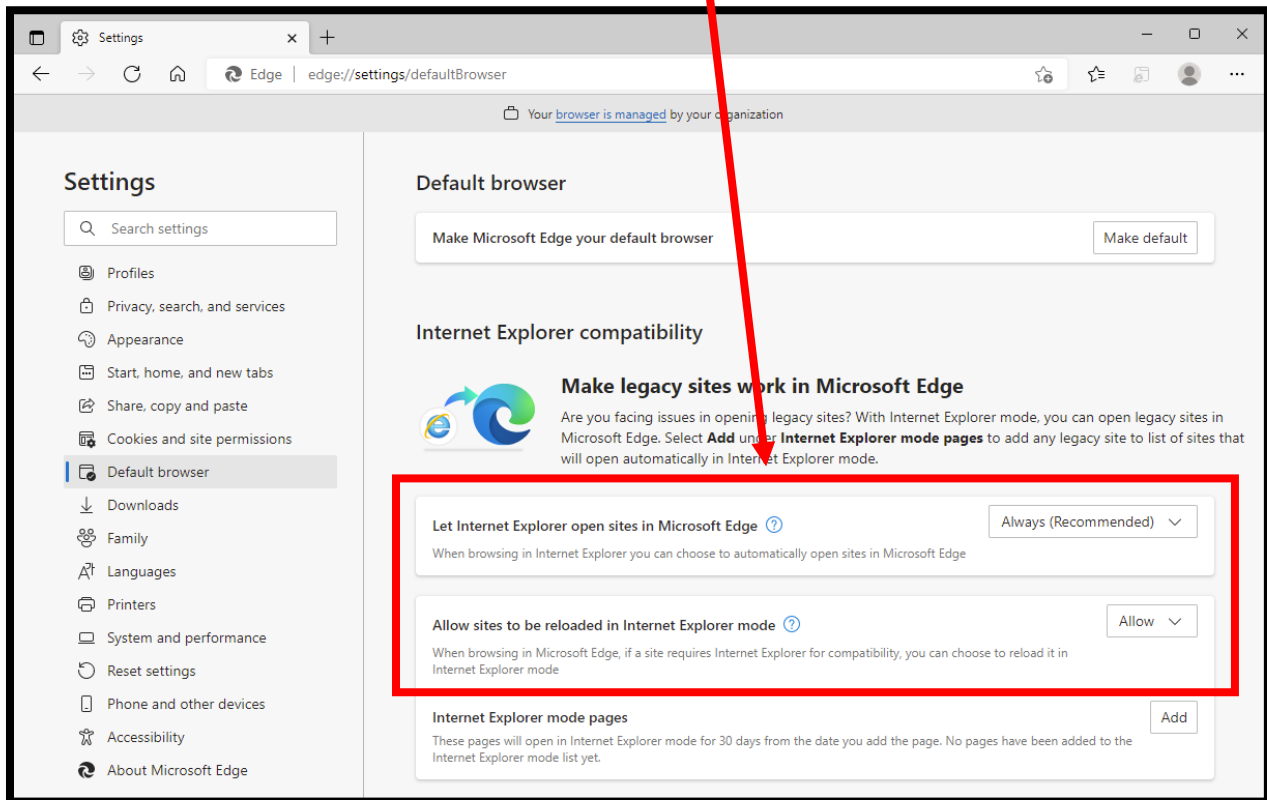 Settings
Edge | edge://settings/defaultBrowser
Your browser is managed by your organization
Settings
Search settings
Profiles
Privacy, search, and services
Appearance
Start, home, and new tabs
Share, copy and paste
Cookies and site permissions
Default browser
Downloads
Family
Languages
Printers
System and performance
Reset settings
Phone and other devices
Accessibility
About Microsoft Edge
Default browser
Make Microsoft Edge your default browser
Make default
Internet Explorer compatibility
Make legacy sites work in Microsoft Edge
Are you facing issues in opening legacy sites? With Internet Explorer mode, you can open legacy sites in
Microsoft Edge. Select Add under Internet Explorer mode pages to add any legacy site to list of sites that
will open automatically in Internet Explorer mode.
Let Internet Explorer open sites in Microsoft Edge
Always (Recommended)
When browsing in Internet Explorer you can choose to automatically open sites in Microsoft Edge
Allow sites to be reloaded in Internet Explorer mode
Allow
When browsing in Microsoft Edge, if a site requires Internet Explorer for compatibility, you can choose to reload it in
Internet Explorer mode
Internet Explorer mode pages
Add
These pages will open in Internet Explorer mode for 30 days from the date you add the page. No pages have been added to the
Internet Explorer mode list yet.